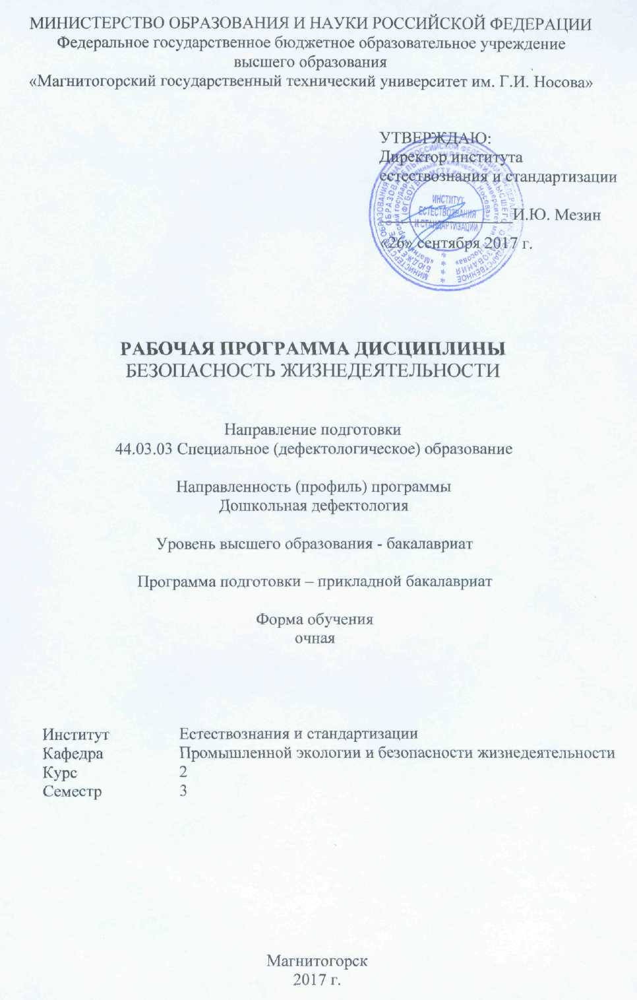 МИНИСТЕРСТВО ОБРАЗОВАНИЯ И НАУКИ РОССИЙСКОЙ ФЕДЕРАЦИИ
Федеральное государственное бюджетное образовательное учреждение
высшего образования
«Магнитогорский государственный технический университет им. Г.И. Носова»
УТВЕРЖДАЮ:
Директор института
естествознания и стандартизации
И.Ю. Мезин
«26» сентября 2017 г.
ИНСТИТУТ
ЕСТЕСТВОЗНАНИЯ
И СТАНДАРТИЗАЦИИ
РАБОЧАЯ ПРОГРАММА ДИСЦИПЛИНЫ
БЕЗОПАСНОСТЬ ЖИЗНЕДЕЯТЕЛЬНОСТИ
Направление подготовки
44.03.03 Специальное (дефектологическое) образование
Направленность (профиль) программы
Дошкольная дефектология
Уровень высшего образования - бакалавриат
Программа подготовки – прикладной бакалавриат
Форма обучения
очная
Институт Естествознания и стандартизации
Кафедра Промышленной экологии и безопасности жизнедеятельности
Курс 2
Семестр 3
Магнитогорск
2017 г.